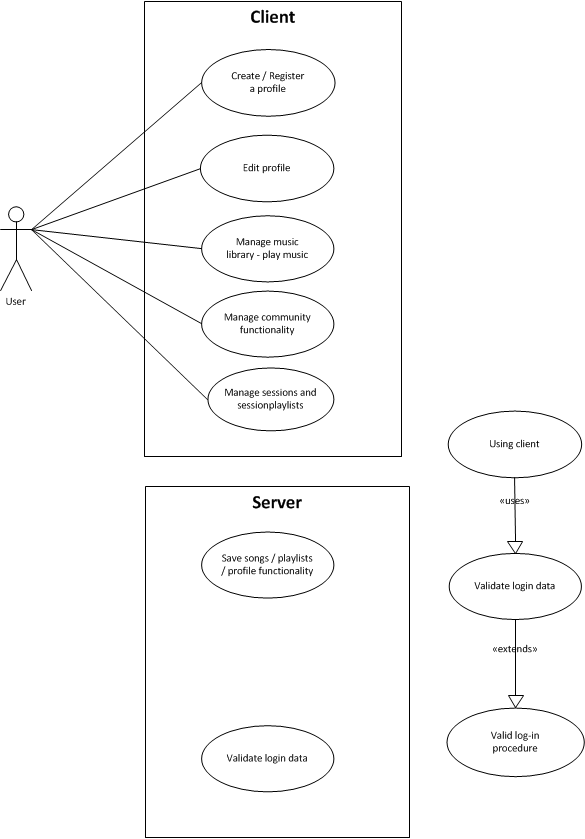 Client
Create / Register
a profile
Edit profile
Manage music
library - play music
Manage community
functionality
Manage sessions and
sessionplaylists
User
Server
Save songs / playlists
/ profile functionality
Validate login data
Using client
«uses»
Validate login data
«extends»
Valid log-in
procedure